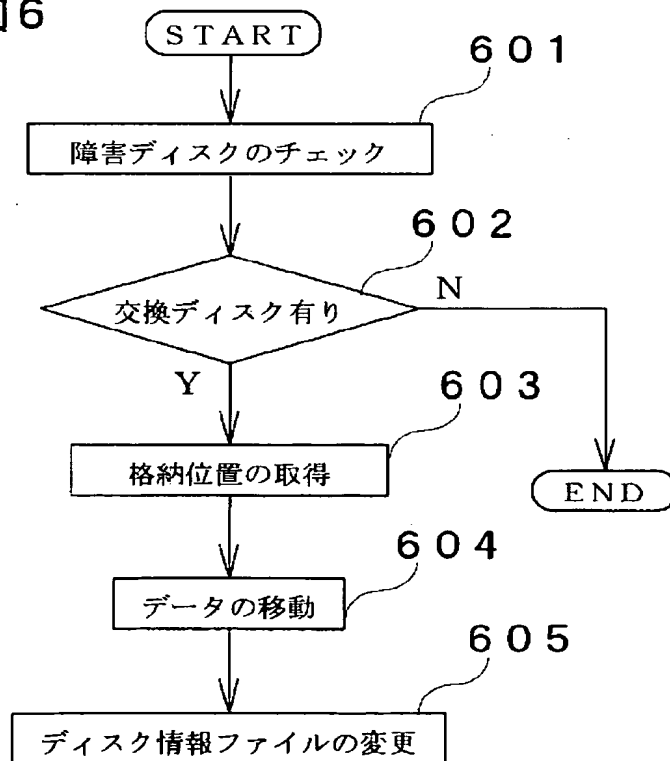 図6
START
601
障害ディスクのチェック
602
交換ディスク有り
N
Y
603
格納位置の取得
END
604
データの移動
605
ディスク情報ファイルの変更